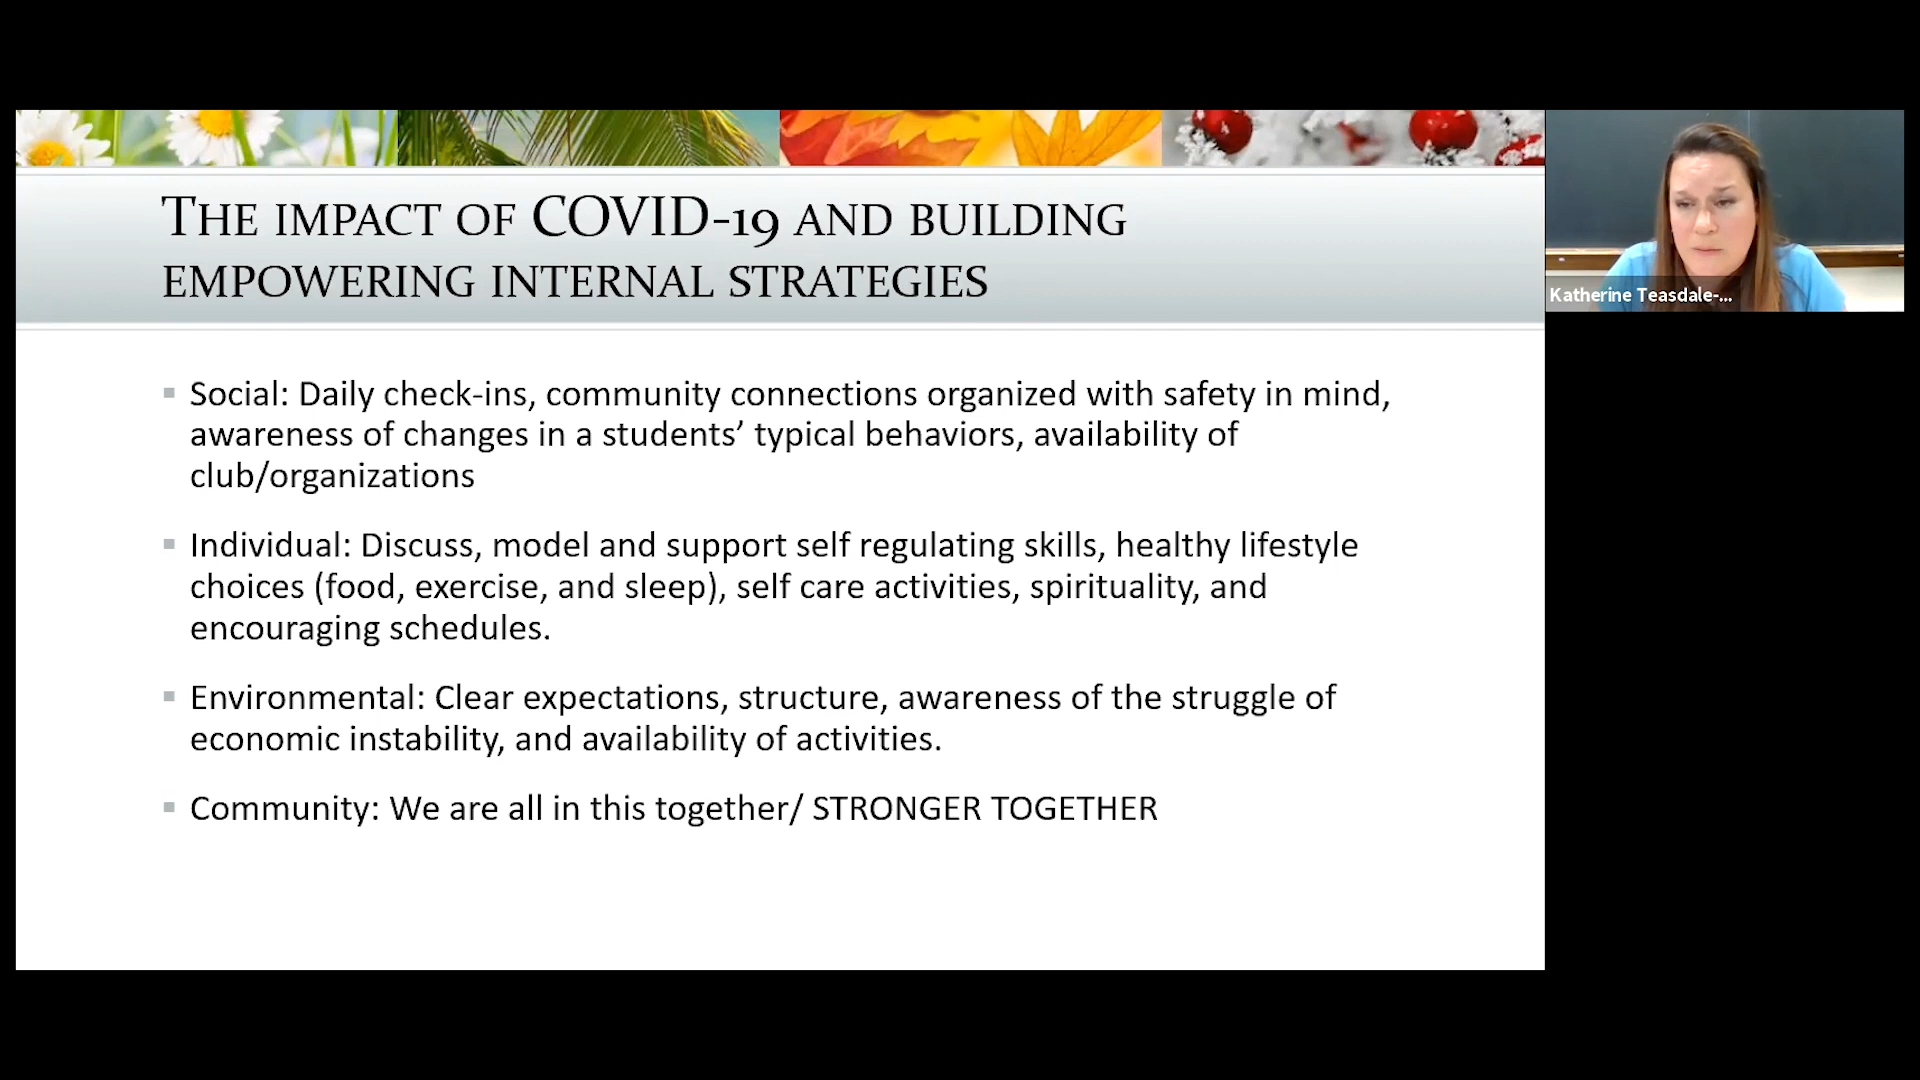 THE IMPACT OF COVID-19 AND BUILDING
EMPOWERING INTERNAL STRATEGIES
Social: Daily check-ins, community connections organized with safety in mind,
awareness of changes in a students’ typical behaviors, availability of
club/organizations
Individual: Discuss, model and support self regulating skills, healthy lifestyle
choices (food, exercise, and sleep), self care activities, spirituality, and
encouraging schedules.
Environmental: Clear expectations, structure, awareness of the struggle of
economic instability, and availability of activities.
Community: We are all in this together/ STRONGER TOGETHER
Katherine Teasdale-...